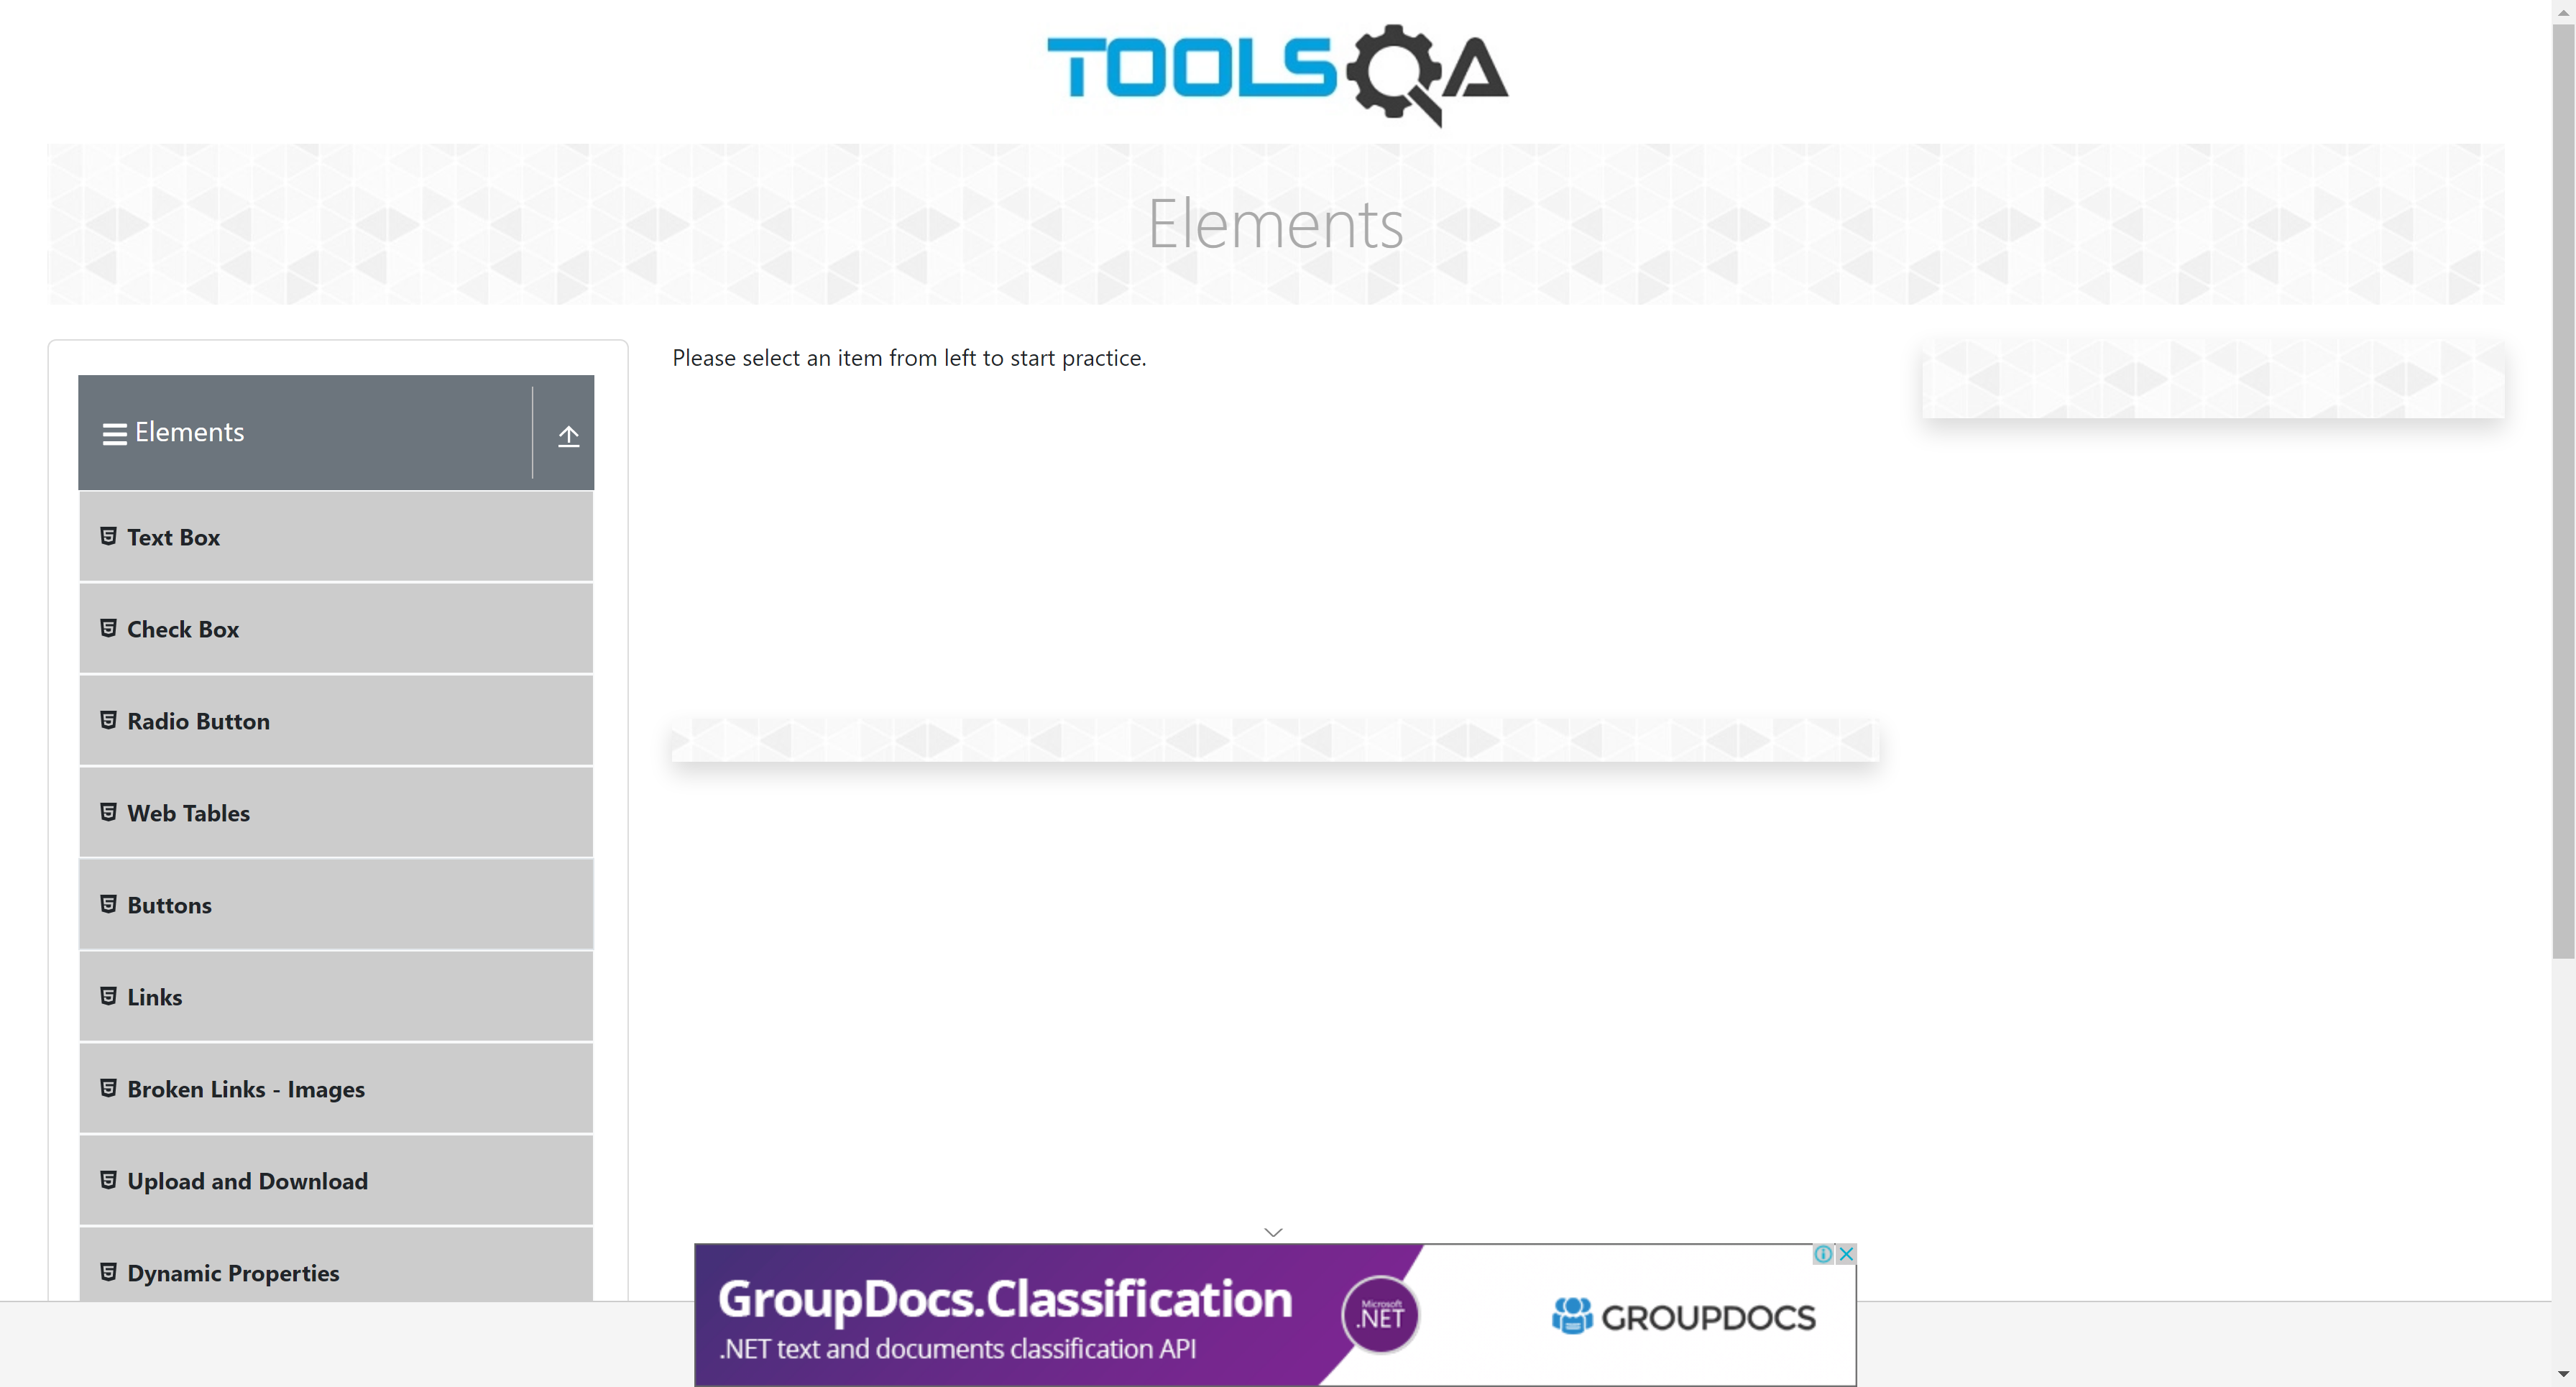 TOOLSQA
Elements
Please select an item from left to start practice.
Elements
Text Box
Check Box
Radio Button
Web Tables
Buttons
Links
Broken Links - Images
Upload and Download
Dynamic Properties
GroupDocs.Classification
.NET text and documents classification API
Microsoft
.NET
GROUPDOCS